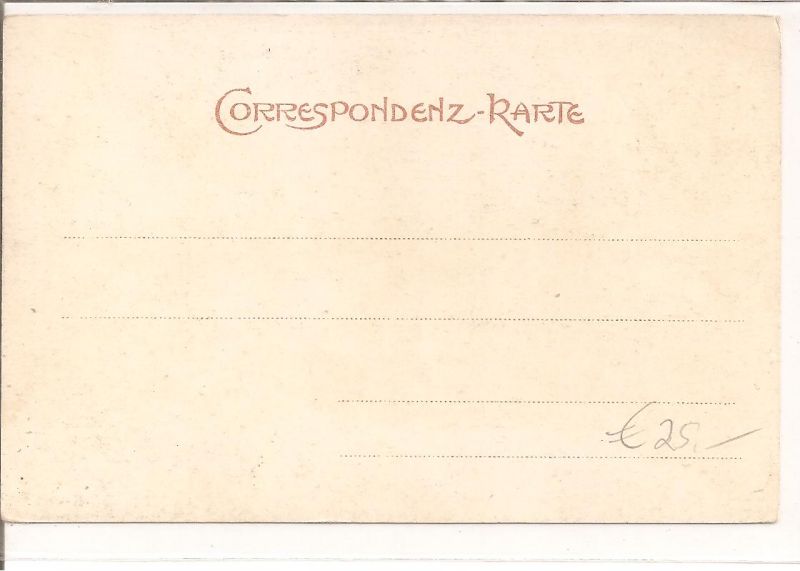 CORRESPONDENZ-KARTE
€ 25,-